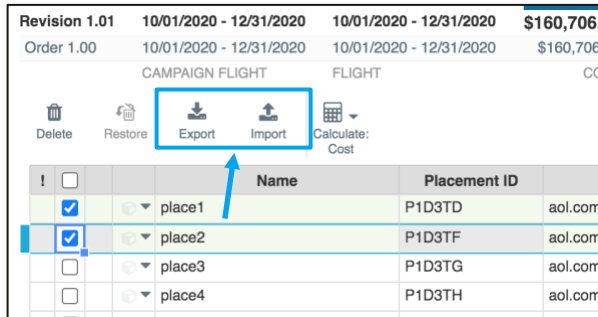 Revision 1.01 10/01/2020 - 12/31/2020 10/01/2020 - 12/31/2020 $160,706
Order 1.00 10/01/2020 - 12/31/2020 10/01/2020 - 12/31/2020 $160,706
CAMPAIGN FLIGHT FLIGHT CO
Delete Restore Export Import Calculate:
Cost
! Name Placement ID
place1 P1D3TD aol.com
place2 P1D3TF aol.com
place3 P1D3TG aol.com
place4 P1D3TH aol.com